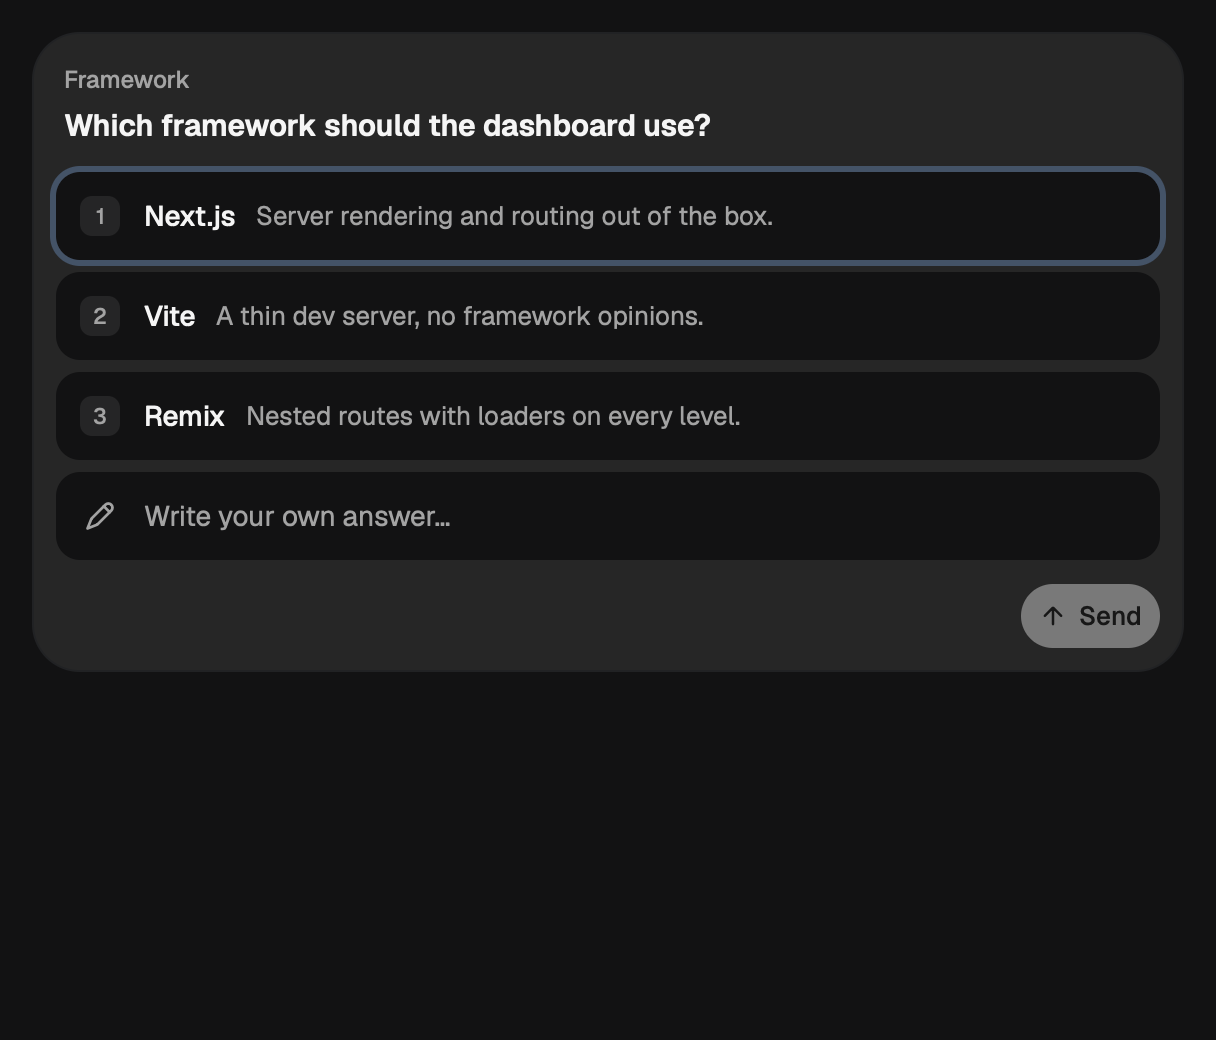 Framework
Which framework should the dashboard use?
1 Next.js Server rendering and routing out of the box.
2 Vite A thin dev server, no framework opinions.
3 Remix Nested routes with loaders on every level.
Write your own answer...
Send